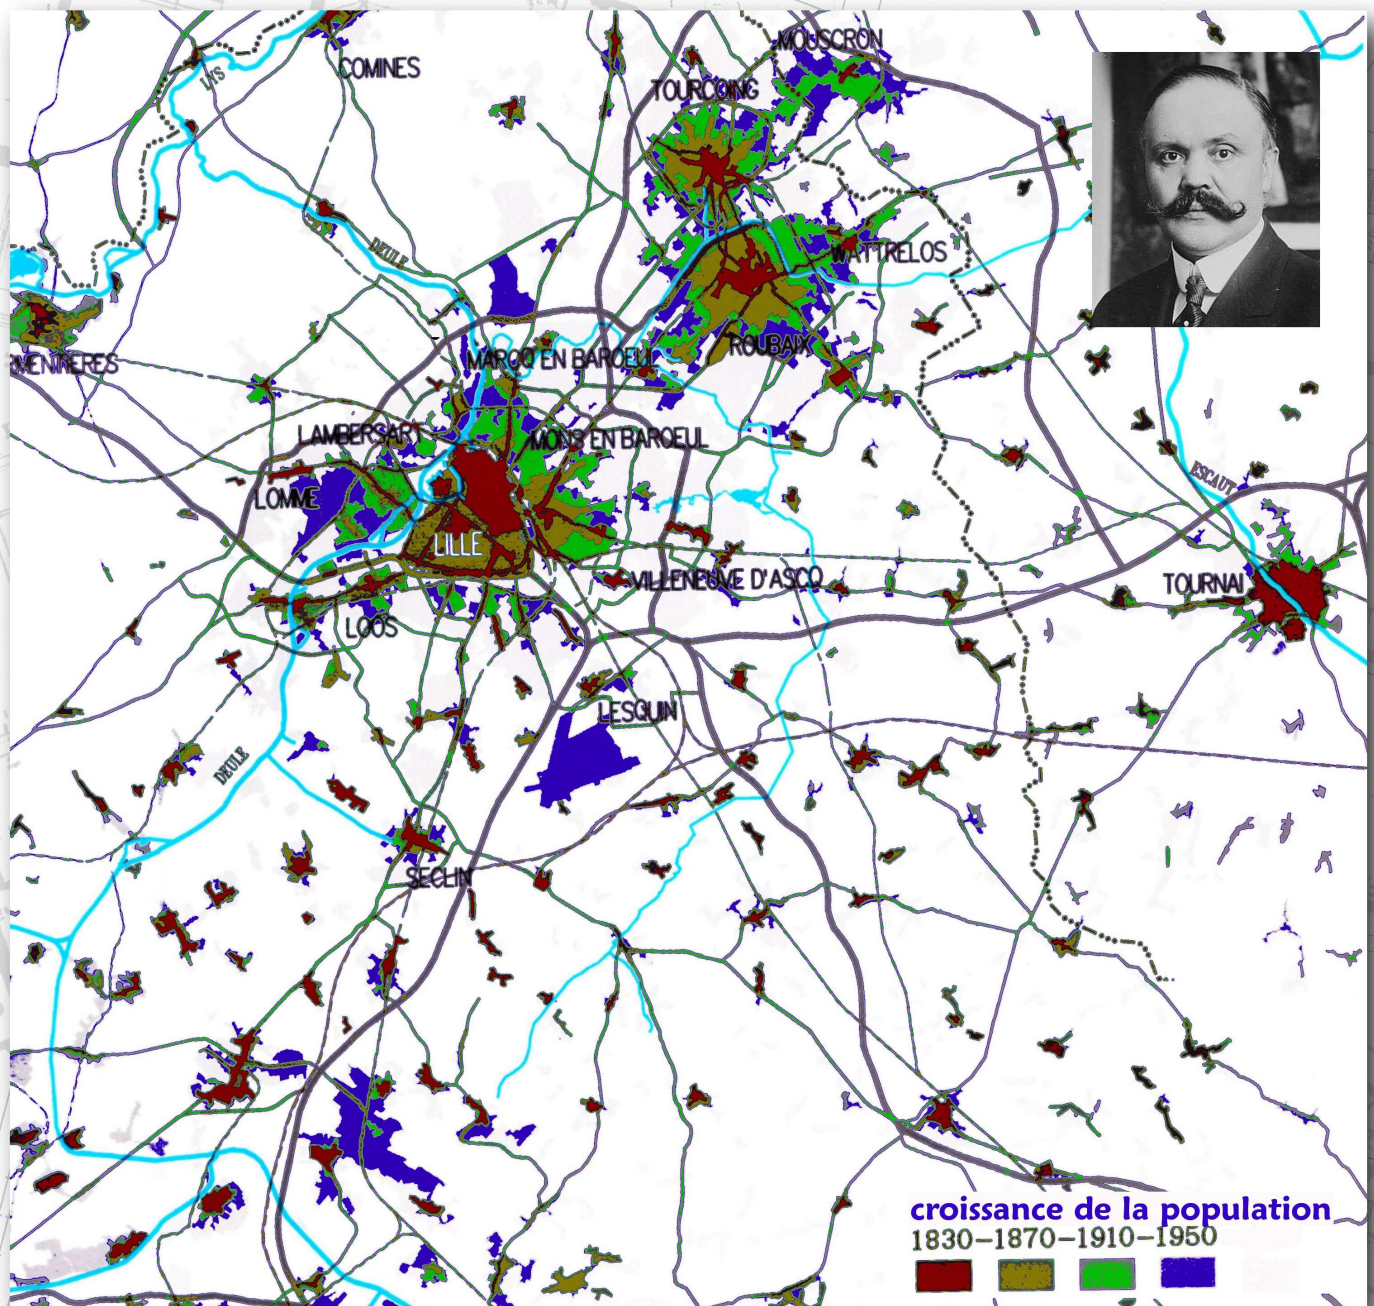 MOUSCRON
COMINES
LYS
TOURCOING
DEULE
WATTRELOS
ROUBAIX
MARCQ EN BAROEUL
LAMBERSART
MONS EN BAROEUL
LOMME
ESCAUT
LILLE
VILLENEUVE D'ASCQ
TOURNAI
LOOS
LESQUIN
DEULE
SECLIN
croissance de la population
1830-1870-1910-1950